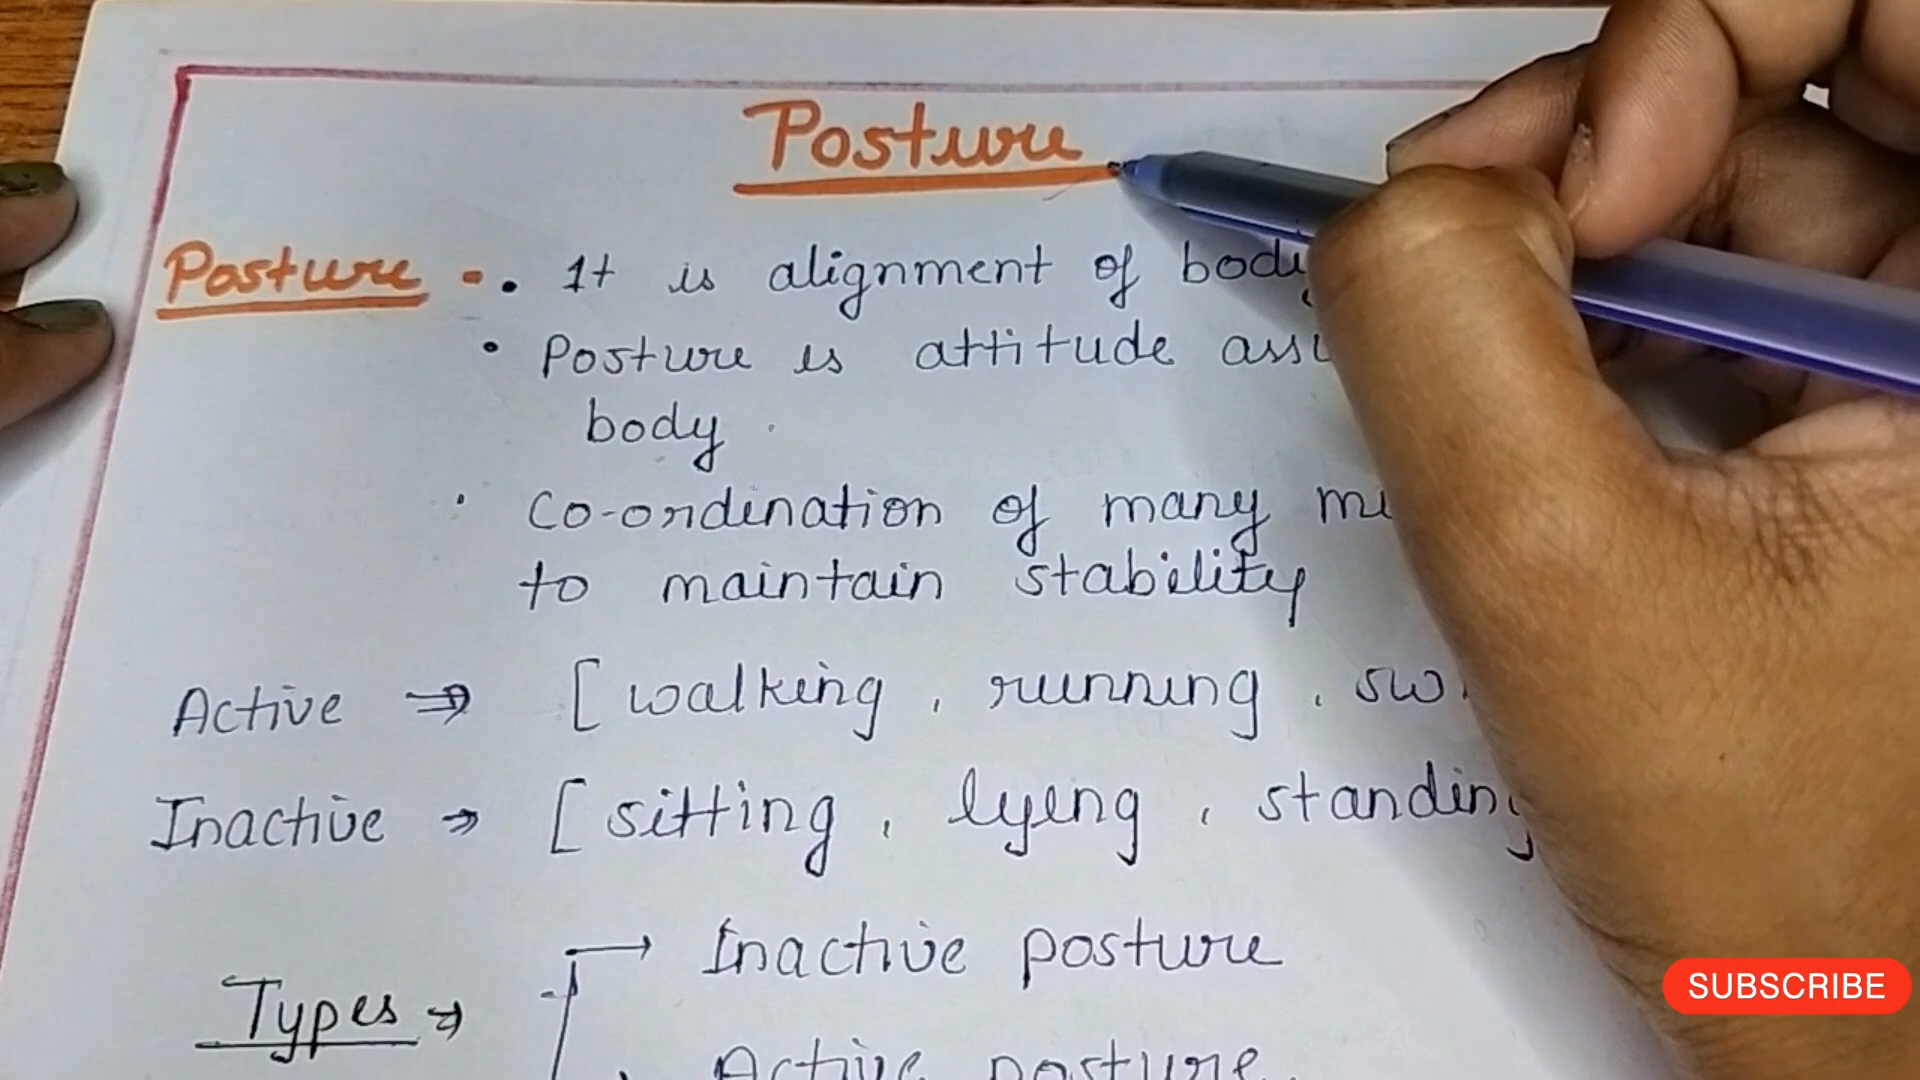 Posture
Posture - • It is alignment of body
• Posture is attitude
body
• co-ordination of many
to maintain stability
Active ⇒ [ walking, running,
Inactive → [ sitting, lying, standing
Types → → Inactive posture
Active posture
SUBSCRIBE